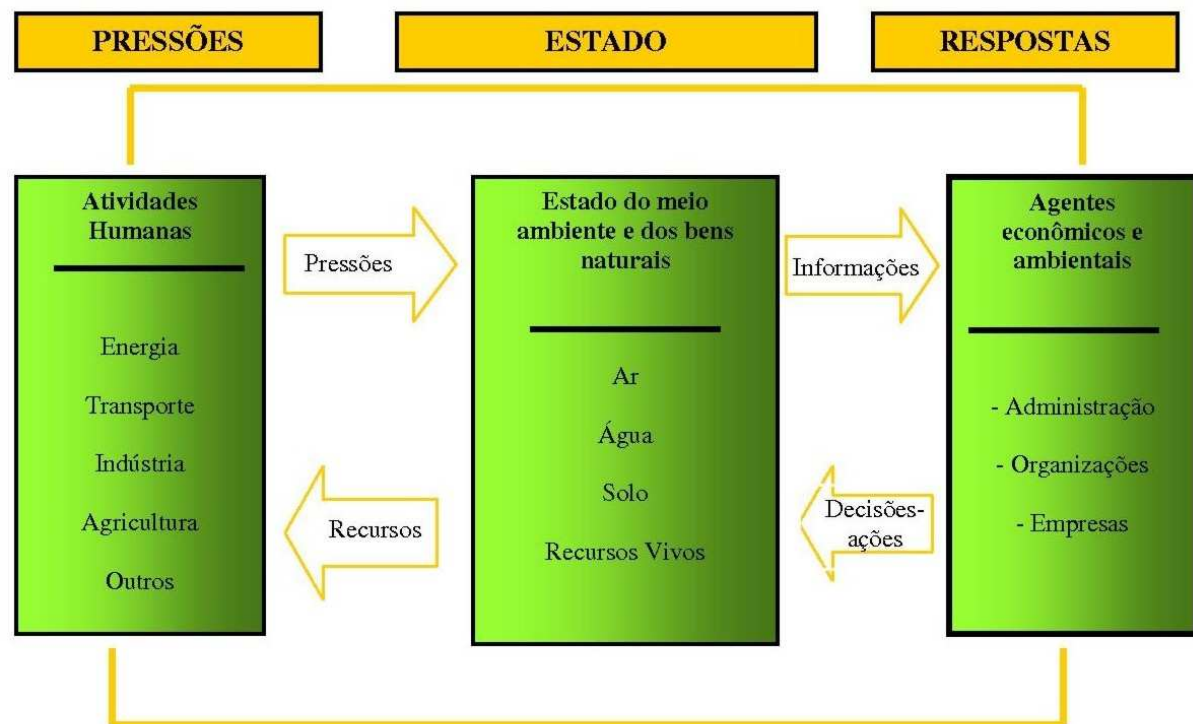 PRESSÕES
ESTADO
RESPOSTAS
Atividades
Humanas
Energia
Transporte
Indústria
Agricultura
Outros
Pressões
Recursos
Estado do meio
ambiente e dos bens
naturais
Ar
Água
Solo
Recursos Vivos
Informações
Decisões-
ações
Agentes
econômicos e
ambientais
- Administração
- Organizações
- Empresas